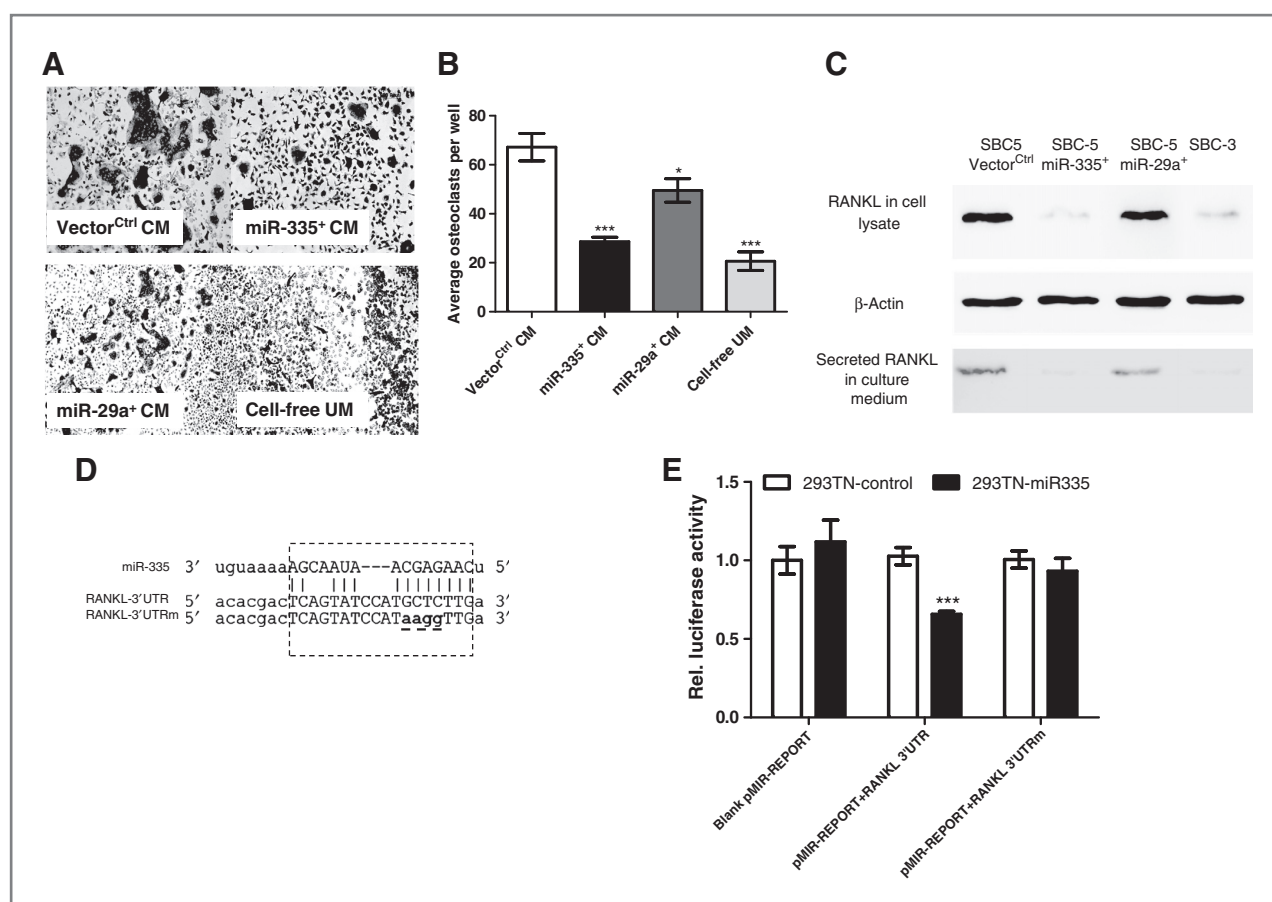 A
Vector^Ctrl CM
miR-335⁺ CM
miR-29a⁺ CM
Cell-free UM
B
Average osteoclasts per well
80
60
40
20
0
***
*
***
Vector^Ctrl CM
miR-335⁺ CM
miR-29a⁺ CM
Cell-free UM
C
SBC5 Vector^Ctrl
SBC-5 miR-335⁺
SBC-5 miR-29a⁺
SBC-3
RANKL in cell
lysate
β-Actin
Secreted RANKL
in culture
medium
D
miR-335 3′ uguaaaaAGCAAUA---ACGAGAACu 5′
RANKL-3′UTR 5′ acacgacTCAGTATCCATGCTCTTGa 3′
RANKL-3′UTRm 5′ acacgacTCAGTATCCATaaggTTGa 3′
E
293TN-control 293TN-miR335
Rel. luciferase activity
1.5
1.0
0.5
0.0
***
Blank pMIR-REPORT
pMIR-REPORT+RANKL 3'UTR
pMIR-REPORT+RANKL 3'UTRm